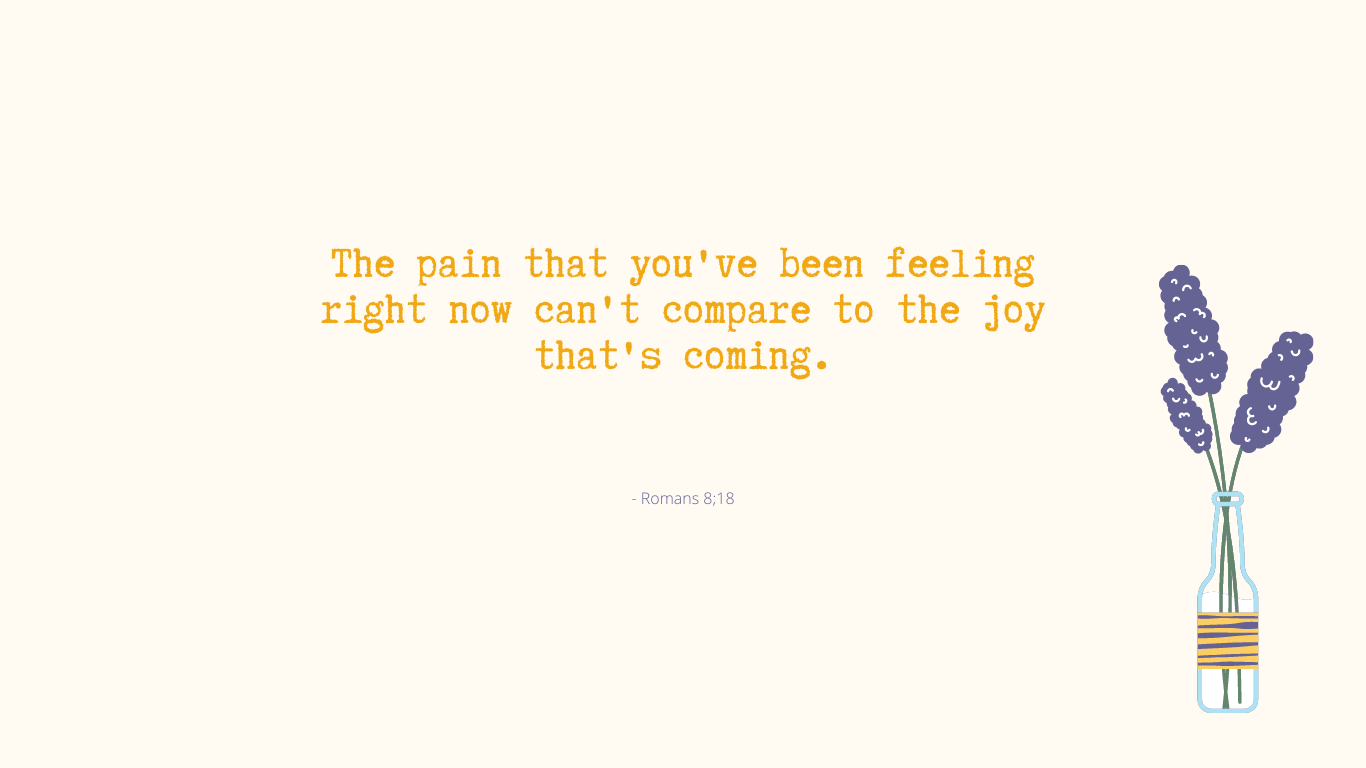 The pain that you've been feeling
right now can't compare to the joy
that's coming.
- Romans 8;18